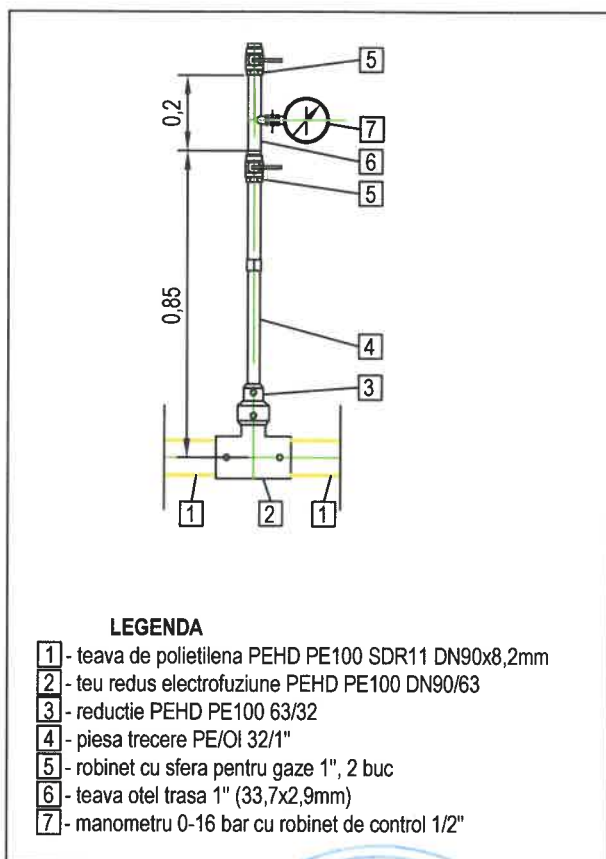 5
0,2
7
6
5
0,85
4
3
1
2
1
LEGENDA
1 - teava de polietilena PEHD PE100 SDR11 DN90x8,2mm
2 - teu redus electrofuziune PEHD PE100 DN90/63
3 - reductie PEHD PE100 63/32
4 - piesa trecere PE/Ol 32/1"
5 - robinet cu sfera pentru gaze 1", 2 buc
6 - teava otel trasa 1" (33,7x2,9mm)
7 - manometru 0-16 bar cu robinet de control 1/2"